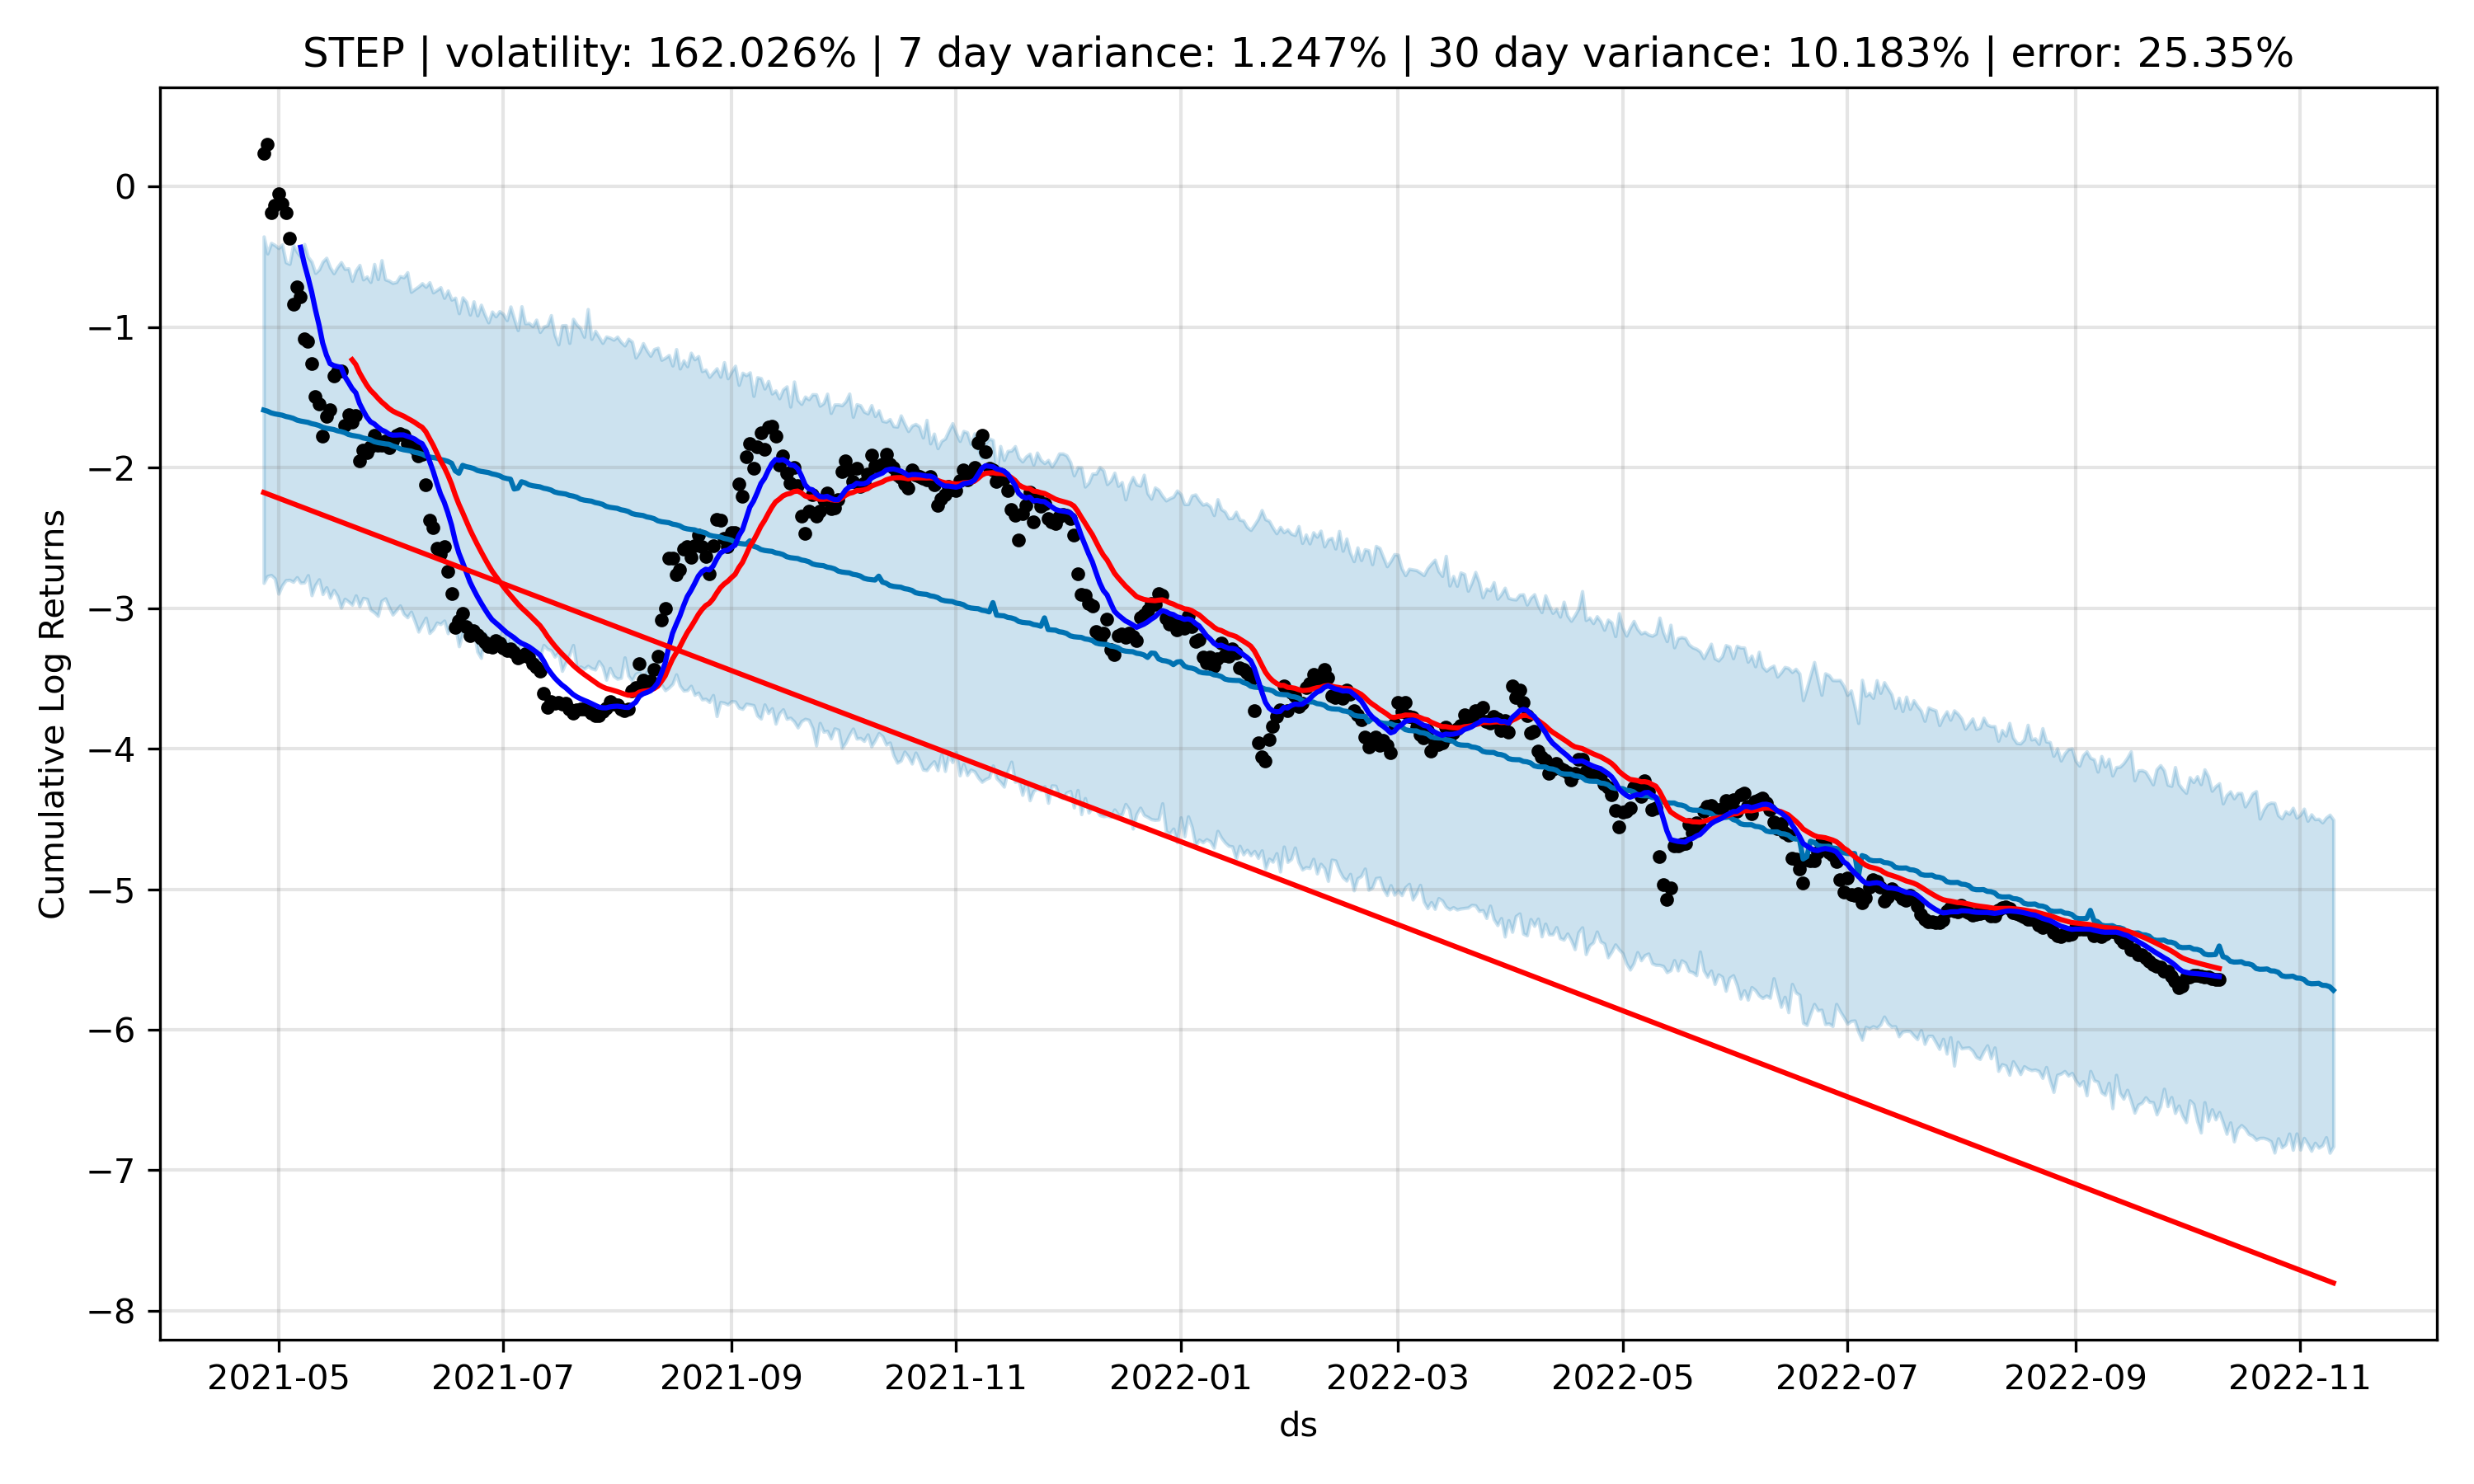 STEP | volatility: 162.026% | 7 day variance: 1.247% | 30 day variance: 10.183% | error: 25.35%
Cumulative Log Returns
0
−1
−2
−3
−4
−5
−6
−7
−8
2021-05 2021-07 2021-09 2021-11 2022-01 2022-03 2022-05 2022-07 2022-09 2022-11
ds